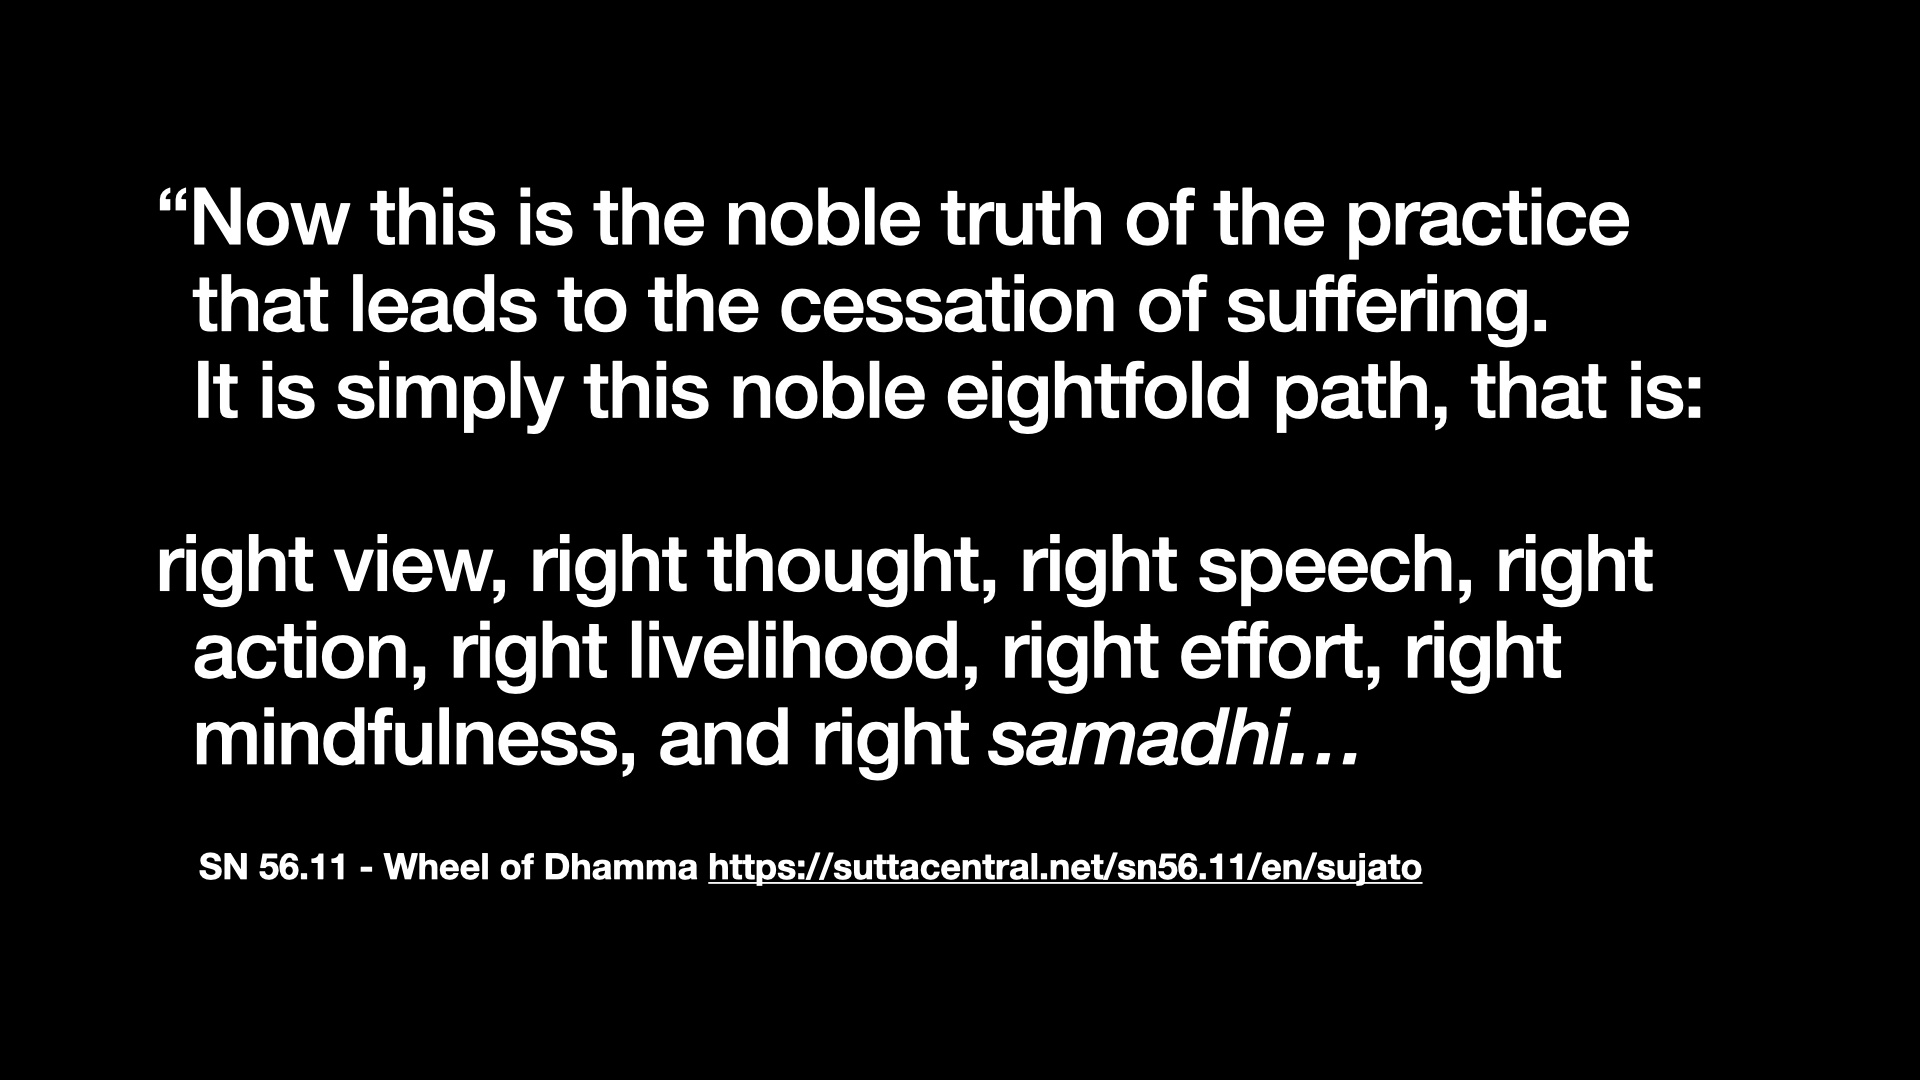 “Now this is the noble truth of the practice
that leads to the cessation of suffering.
It is simply this noble eightfold path, that is:
right view, right thought, right speech, right
action, right livelihood, right effort, right
mindfulness, and right samadhi…
SN 56.11 - Wheel of Dhamma https://suttacentral.net/sn56.11/en/sujato